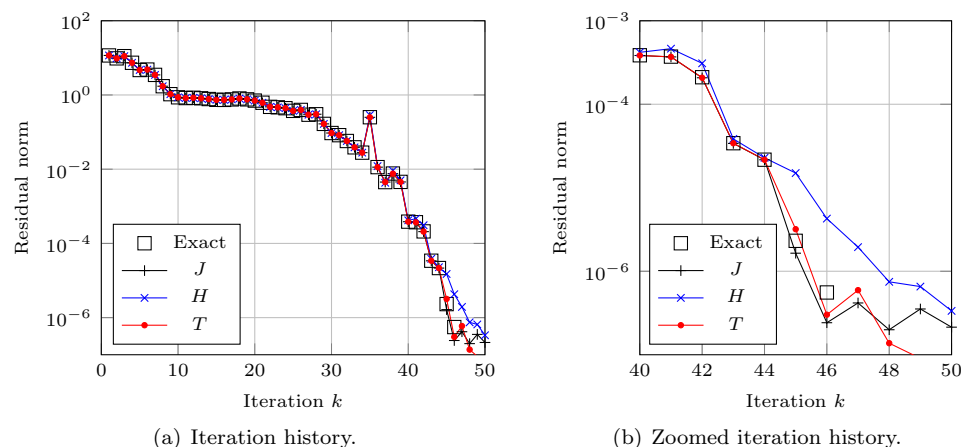 10^2
10^0
10^-2
10^-4
10^-6
Residual norm
Exact
J
H
T
0 10 20 30 40 50
Iteration k
(a) Iteration history.
10^-3
10^-4
10^-6
Residual norm
Exact
J
H
T
40 42 44 46 48 50
Iteration k
(b) Zoomed iteration history.